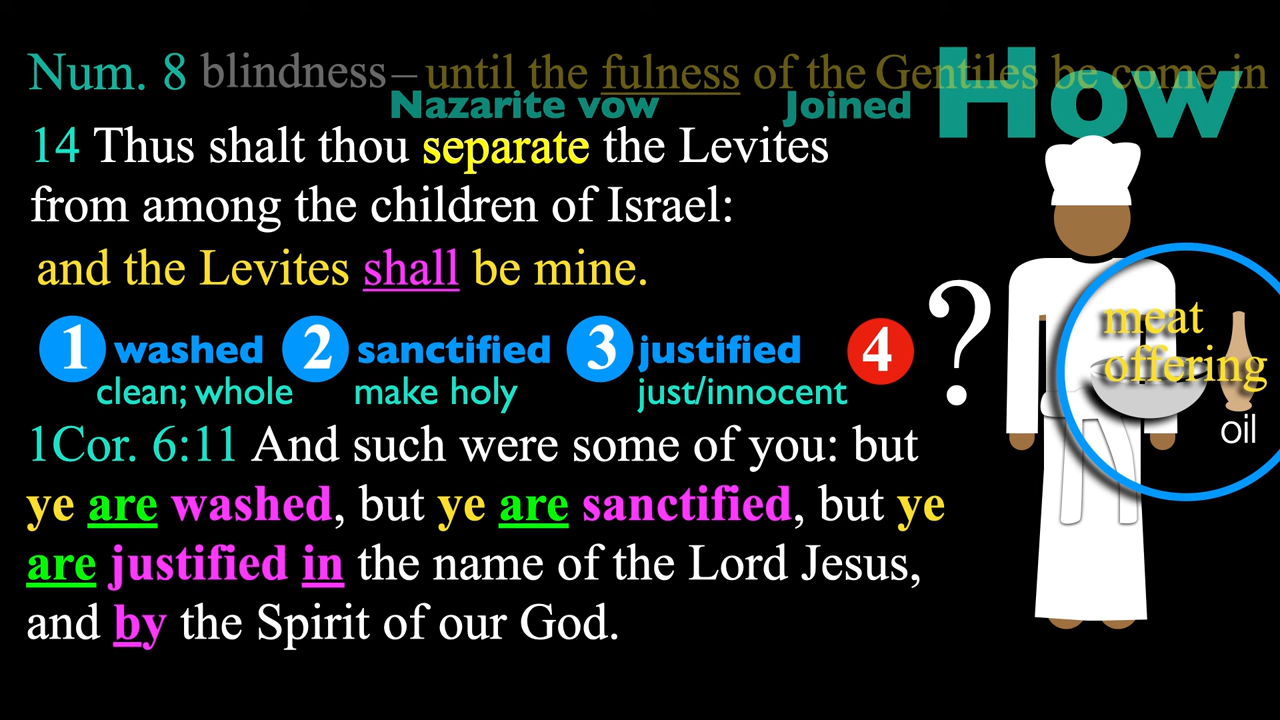 Num. 8 blindness – until the fulness of the Gentiles be come in
Nazarite vow Joined How
14 Thus shalt thou separate the Levites
from among the children of Israel:
and the Levites shall be mine.
1 washed 2 sanctified 3 justified 4 ?
clean; whole make holy just/innocent
meat
offering
oil
1Cor. 6:11 And such were some of you: but
ye are washed, but ye are sanctified, but ye
are justified in the name of the Lord Jesus,
and by the Spirit of our God.